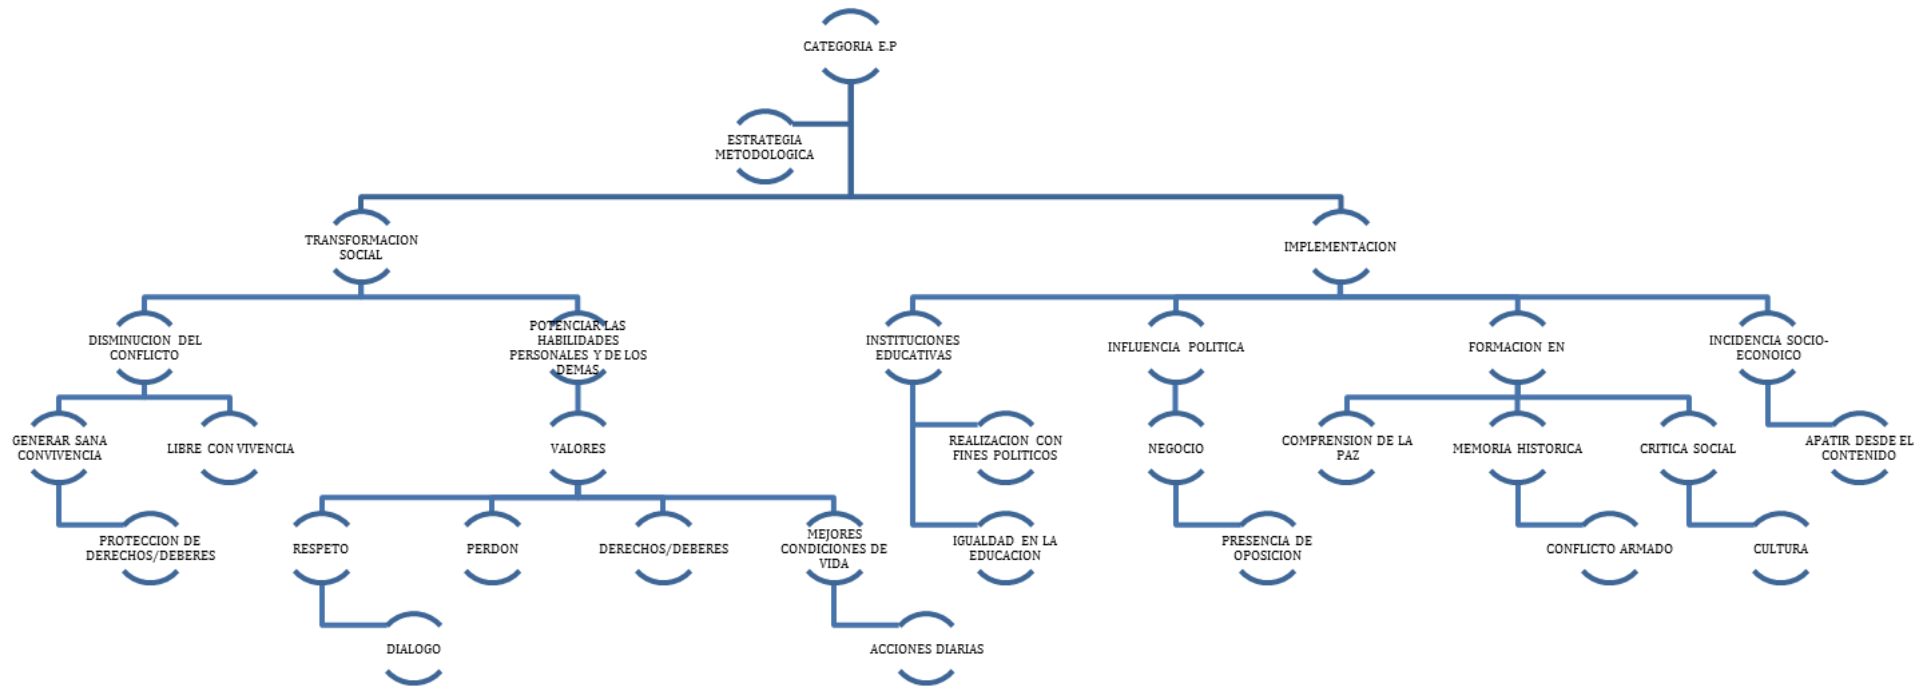 CATEGORIA E.P
ESTRATEGIA
METODOLOGICA
TRANSFORMACION
SOCIAL
IMPLEMENTACION
DISMINUCION DEL
CONFLICTO
POTENCIAR LAS
HABILIDADES
PERSONALES Y DE LOS
DEMAS
INSTITUCIONES
EDUCATIVAS
INFLUENCIA POLITICA
FORMACION EN
INCIDENCIA SOCIO-
ECONOICO
GENERAR SANA
CONVIVENCIA
LIBRE CON VIVENCIA
VALORES
REALIZACION CON
FINES POLITICOS
NEGOCIO
COMPRENSION DE LA
PAZ
MEMORIA HISTORICA
CRITICA SOCIAL
APATIR DESDE EL
CONTENIDO
PROTECCION DE
DERECHOS/DEBERES
RESPETO
PERDON
DERECHOS/DEBERES
MEJORES
CONDICIONES DE
VIDA
IGUALDAD EN LA
EDUCACION
PRESENCIA DE
OPOSICION
CONFLICTO ARMADO
CULTURA
DIALOGO
ACCIONES DIARIAS